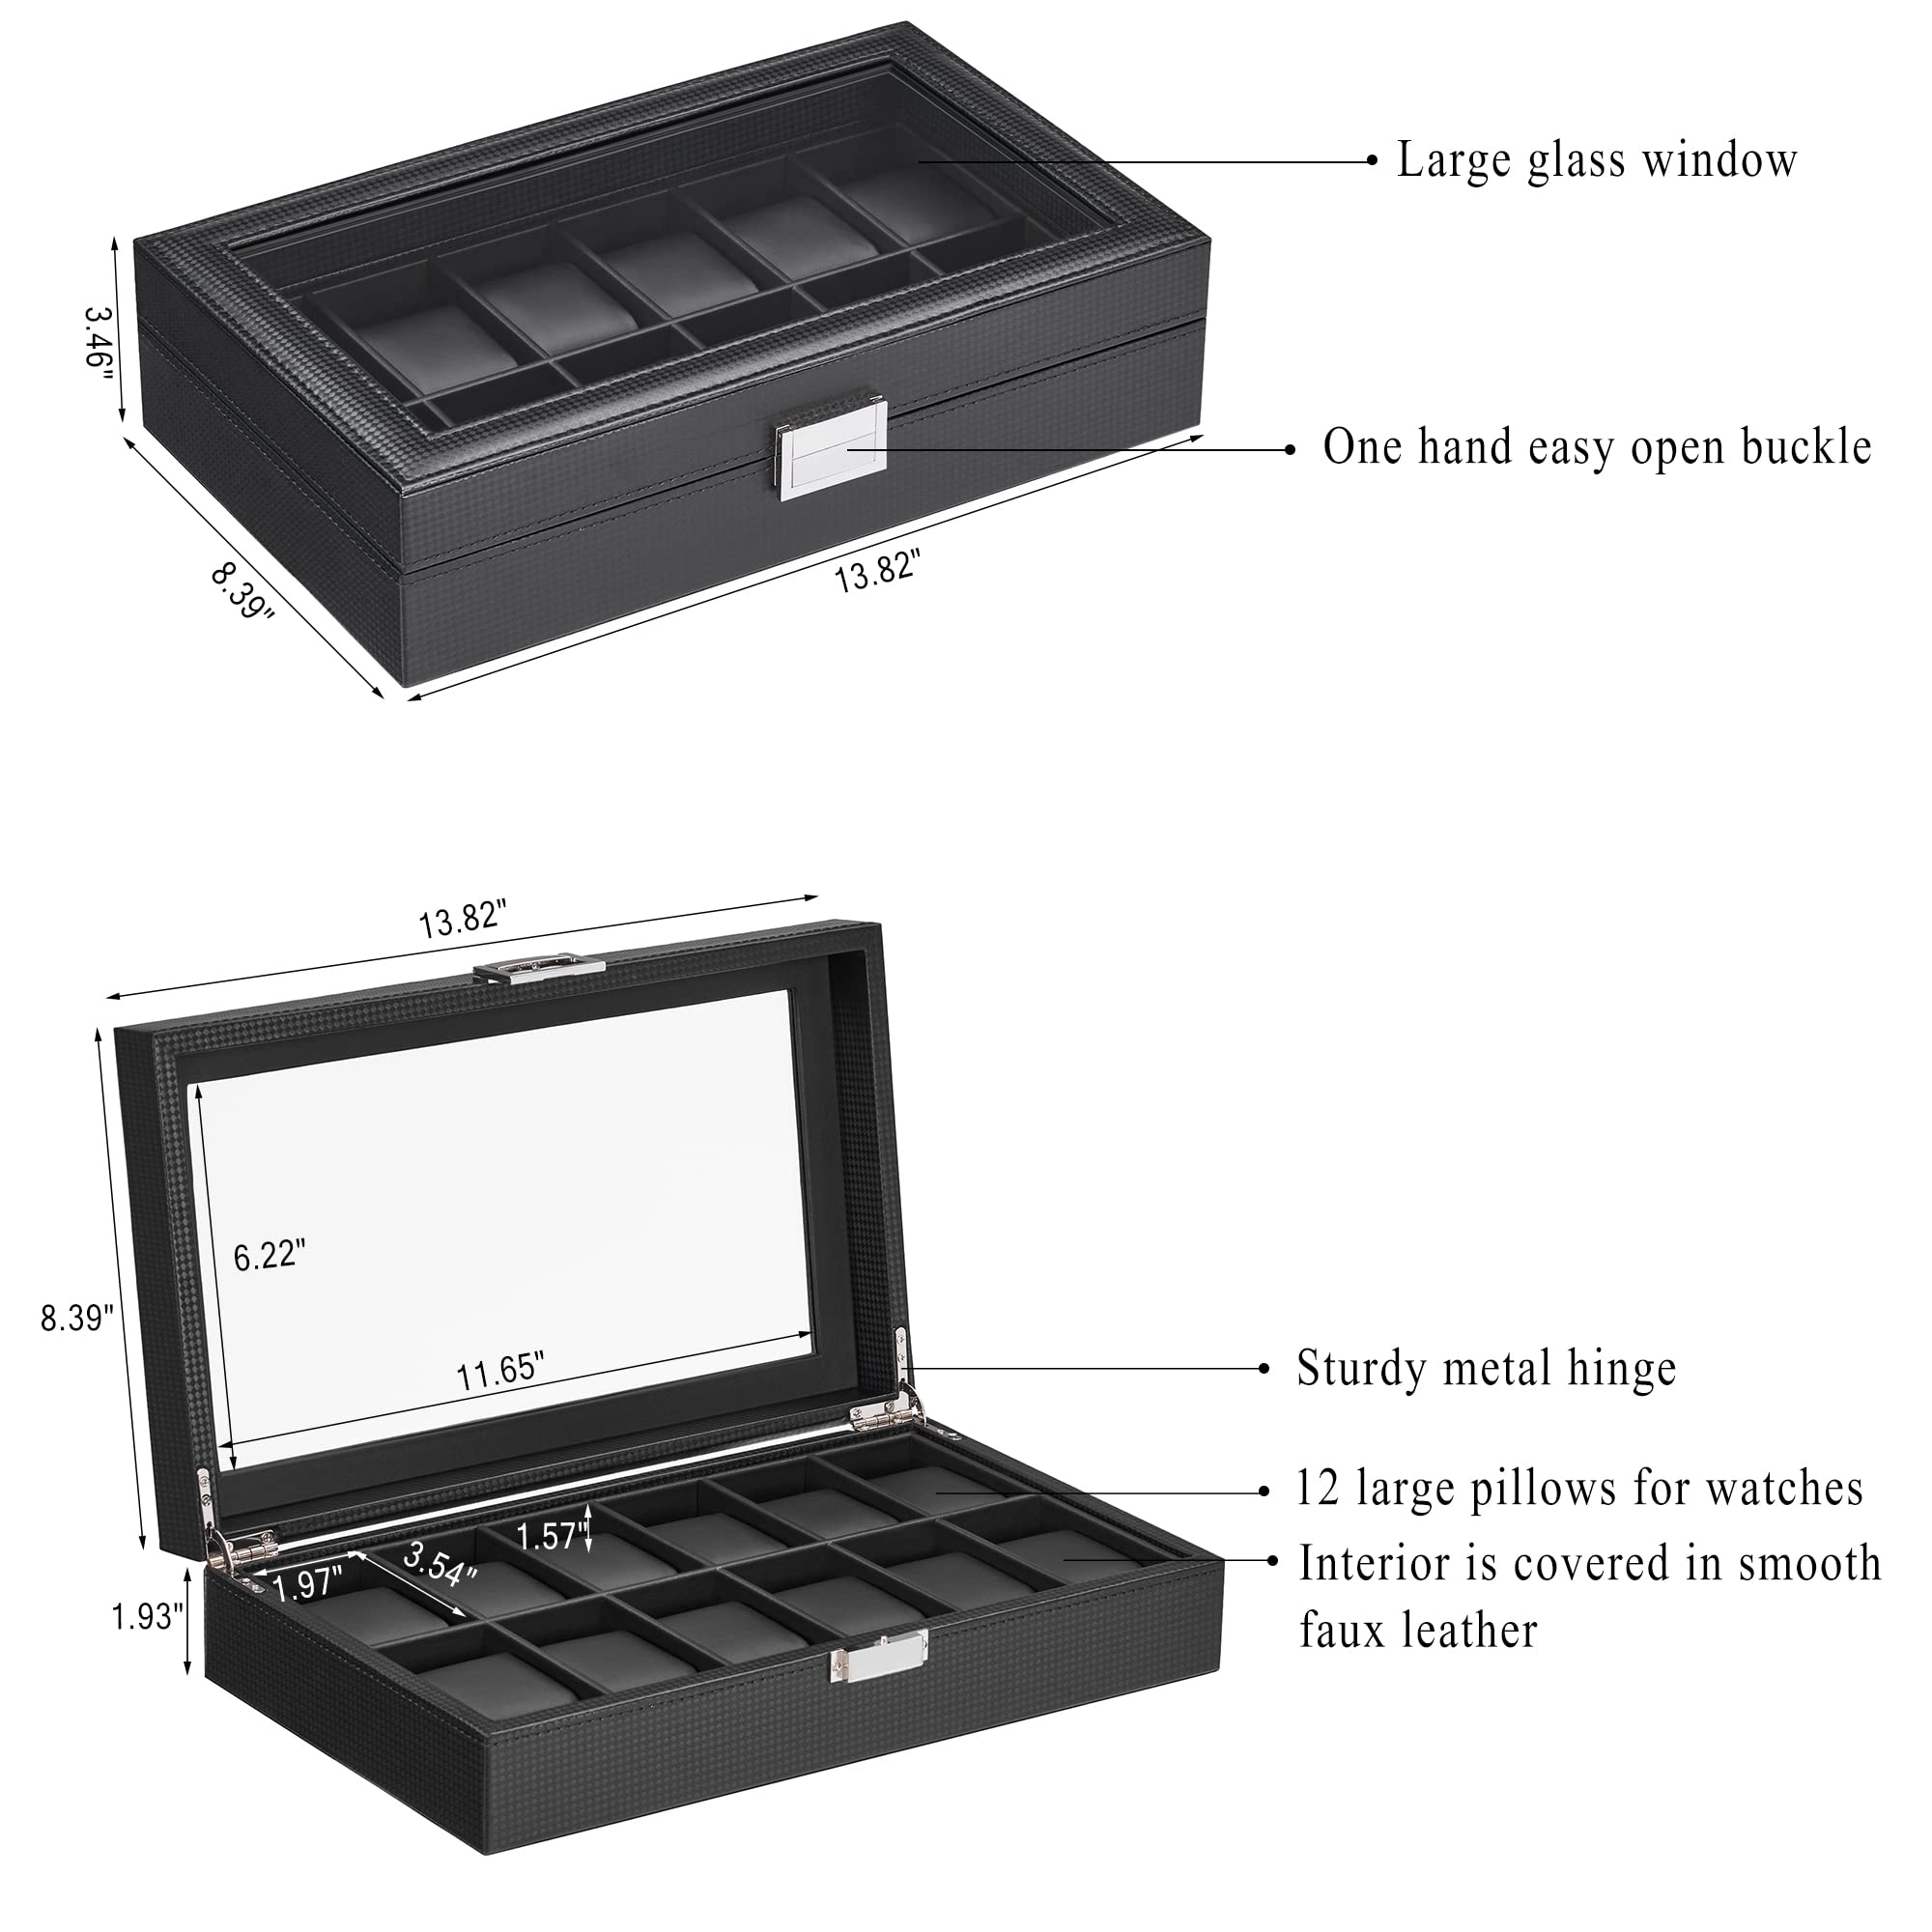 Large glass window
3.46"
One hand easy open buckle
8.39"
13.82"
13.82"
6.22"
8.39"
11.65"
Sturdy metal hinge
12 large pillows for watches
1.57"
3.54"
1.97"
Interior is covered in smooth
faux leather
1.93"